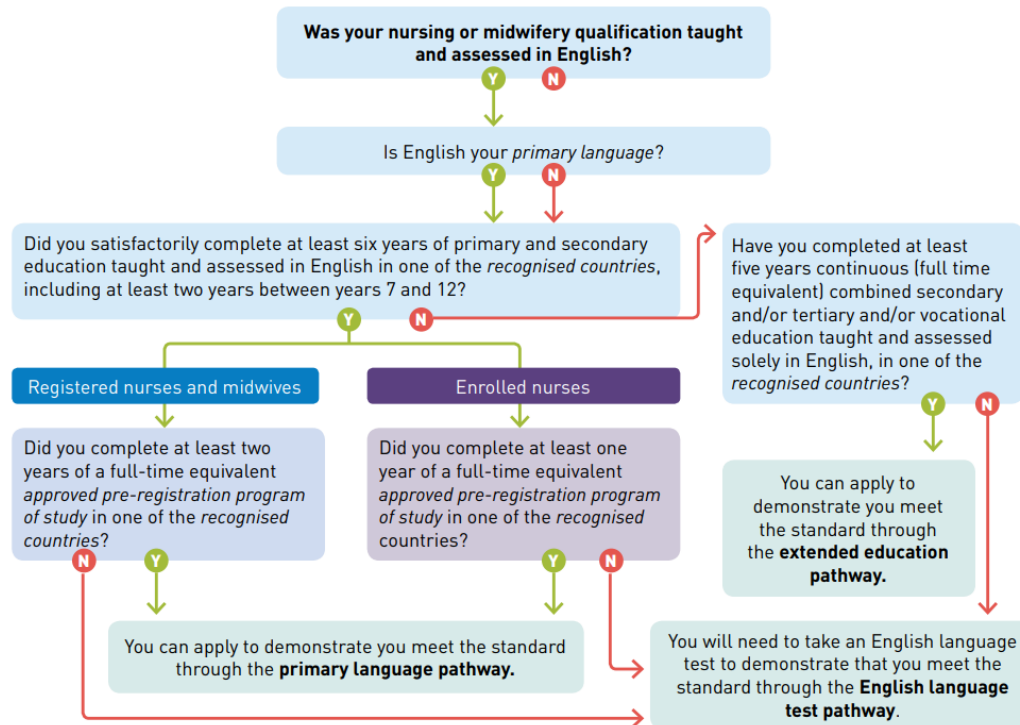 Was your nursing or midwifery qualification taught
and assessed in English?
Y
N
Is English your primary language?
Y
N
Did you satisfactorily complete at least six years of primary and secondary
education taught and assessed in English in one of the recognised countries,
including at least two years between years 7 and 12?
Y
N
Have you completed at least
five years continuous (full time
equivalent) combined secondary
and/or tertiary and/or vocational
education taught and assessed
solely in English, in one of the
recognised countries?
Y
N
Registered nurses and midwives
Enrolled nurses
Did you complete at least two
years of a full-time equivalent
approved pre-registration program
of study in one of the recognised
countries?
N
Y
Did you complete at least one
year of a full-time equivalent
approved pre-registration program
of study in one of the recognised
countries?
Y
N
You can apply to
demonstrate you meet
the standard through
the extended education
pathway.
You can apply to demonstrate you meet the standard
through the primary language pathway.
You will need to take an English language
test to demonstrate that you meet the
standard through the English language
test pathway.